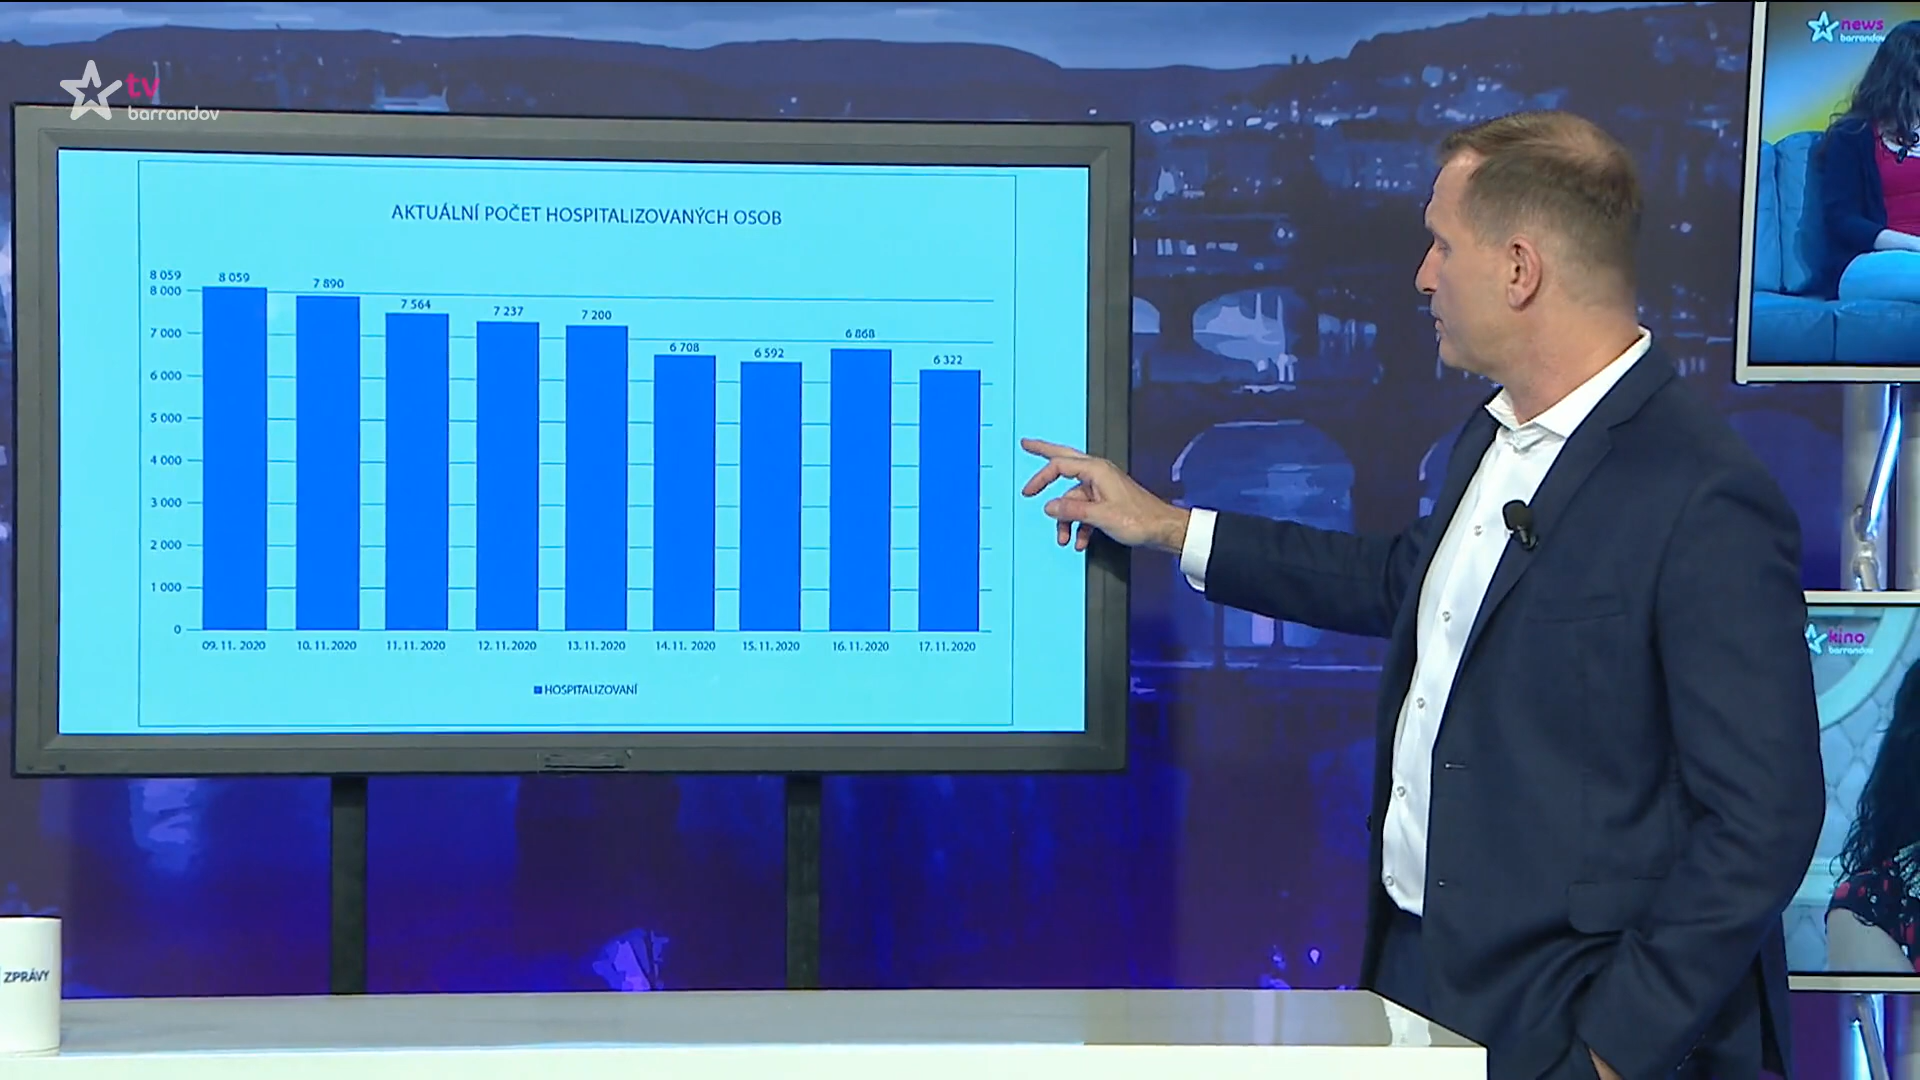 tv
barrandov
AKTUÁLNÍ POČET HOSPITALIZOVANÝCH OSOB
8 059
8 000
7 000
6 000
5 000
4 000
3 000
2 000
1 000
0
8 059
7 890
7 564
7 237
7 200
6 708
6 592
6 868
6 322
09. 11. 2020
10. 11. 2020
11. 11. 2020
12. 11. 2020
13. 11. 2020
14. 11. 2020
15. 11. 2020
16. 11. 2020
17. 11. 2020
HOSPITALIZOVANÍ
news
barrandov
kino
barrandov
ZPRÁVY